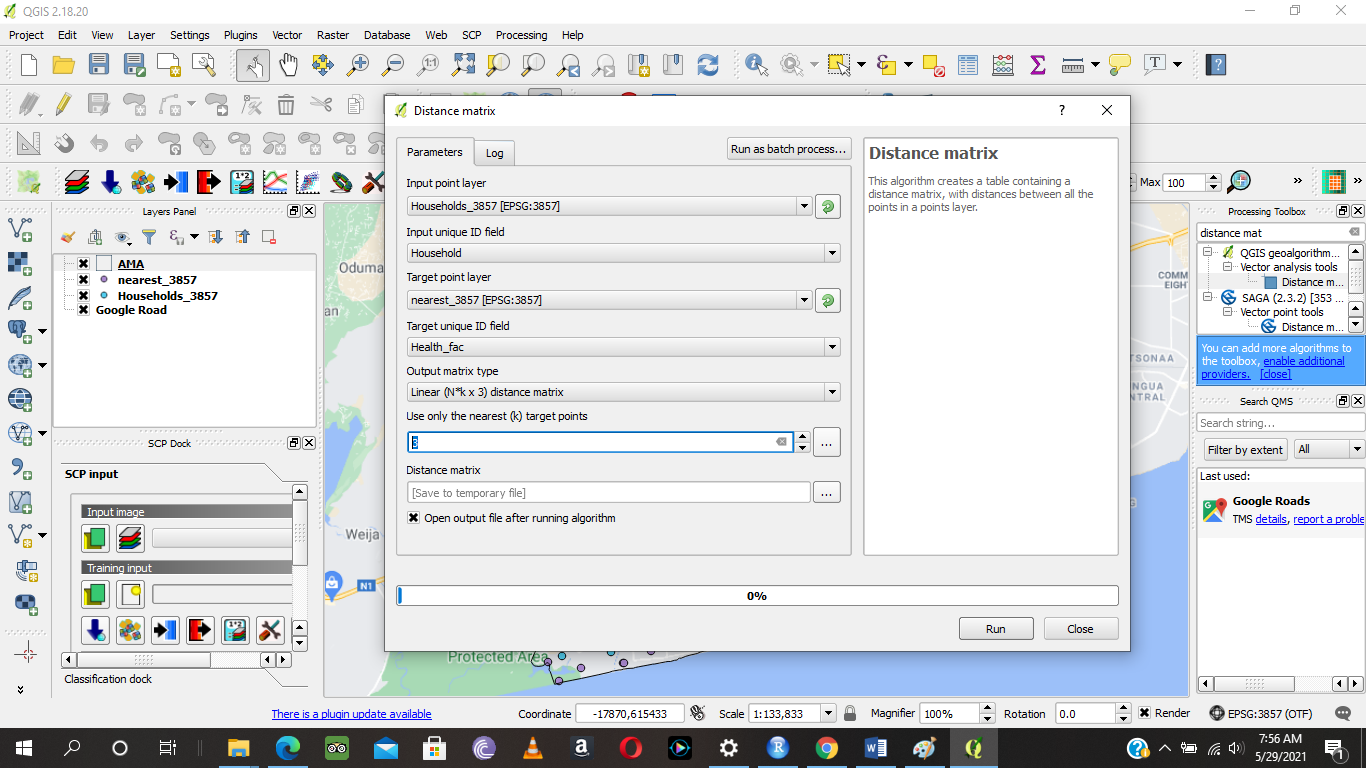 QGIS 2.18.20
Project Edit View Layer Settings Plugins Vector Raster Database Web SCP Processing Help
Distance matrix
Parameters
Log
Run as batch process...
Input point layer
Households_3857 [EPSG:3857]
Input unique ID field
Household
Target point layer
nearest_3857 [EPSG:3857]
Target unique ID field
Health_fac
Output matrix type
Linear (N*k x 3) distance matrix
Use only the nearest (k) target points
3
...
Distance matrix
[Save to temporary file]
...
Open output file after running algorithm
0%
Run
Close
Distance matrix
This algorithm creates a table containing a
distance matrix, with distances between all the
points in a points layer.
Max 100
Layers Panel
AMA
nearest_3857
Households_3857
Google Road
SCP Dock
SCP input
Input image
Training input
Classification dock
Oduma
an
Weija
N1
Protected Area
COMM
EIGHT
TSONAA
NGUA
CENTRAL
Processing Toolbox
distance mat
QGIS geoalgorithm...
Vector analysis tools
Distance m...
SAGA (2.3.2) [353 ...
Vector point tools
Distance m...
You can add more algorithms to
the toolbox, enable additional
providers. [close]
Search QMS
Search string...
Filter by extent
All
Last used:
Google Roads
TMS details, report a proble
There is a plugin update available
Coordinate -17870,615433 Scale 1:133,833 Magnifier 100% Rotation 0.0 Render EPSG:3857 (OTF)
7:56 AM
5/29/2021
1